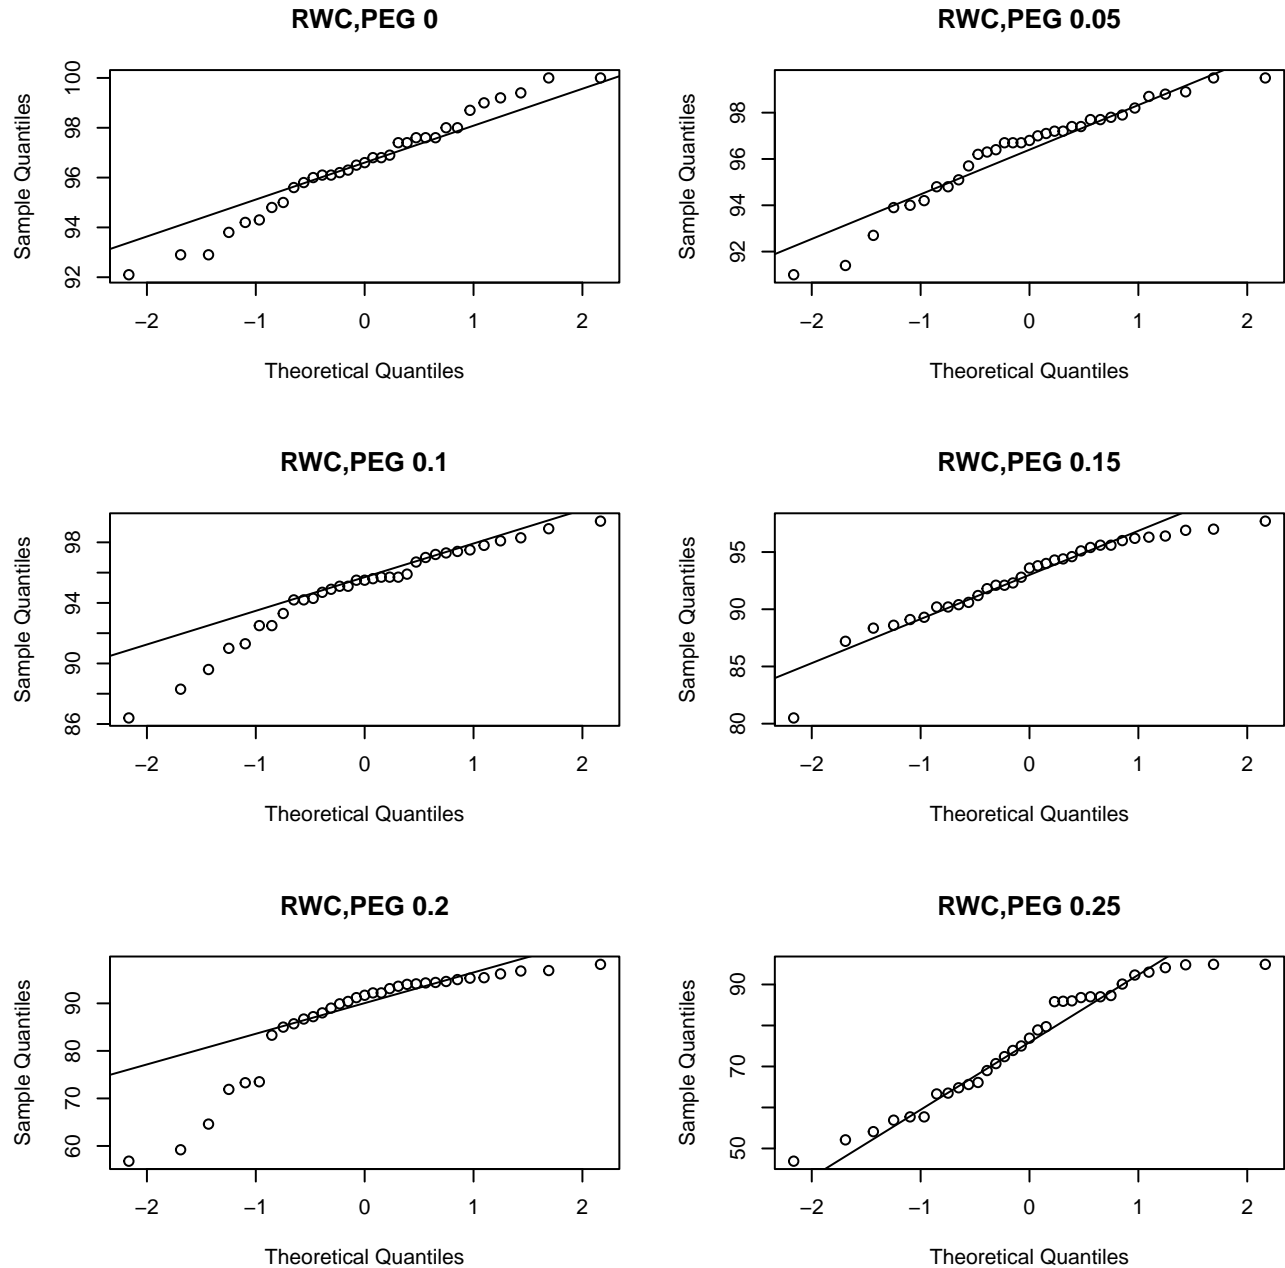 RWC,PEG 0
Sample Quantiles
92 94 96 98 100
−2 −1 0 1 2
Theoretical Quantiles
RWC,PEG 0.05
Sample Quantiles
92 94 96 98
−2 −1 0 1 2
Theoretical Quantiles
RWC,PEG 0.1
Sample Quantiles
86 90 94 98
−2 −1 0 1 2
Theoretical Quantiles
RWC,PEG 0.15
Sample Quantiles
80 85 90 95
−2 −1 0 1 2
Theoretical Quantiles
RWC,PEG 0.2
Sample Quantiles
60 70 80 90
−2 −1 0 1 2
Theoretical Quantiles
RWC,PEG 0.25
Sample Quantiles
50 70 90
−2 −1 0 1 2
Theoretical Quantiles